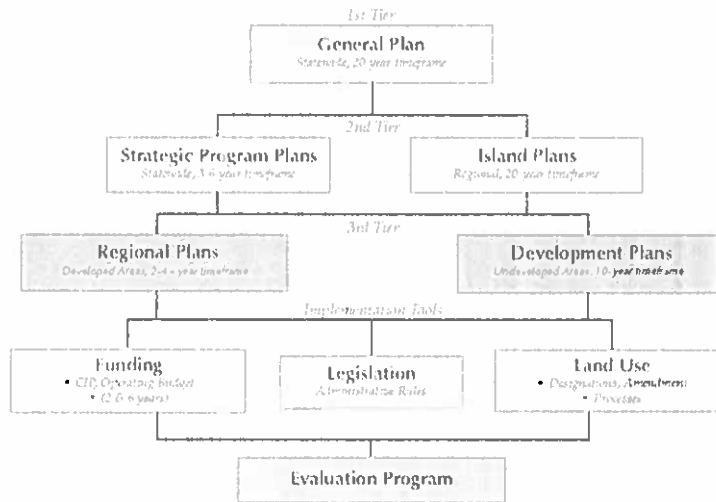 1st Tier
General Plan
Statewide, 20 year timeframe
2nd Tier
Strategic Program Plans
Statewide, 3-6 year timeframe
Island Plans
Regional, 20 year timeframe
3rd Tier
Regional Plans
Developed Areas, 2-4 - year timeframe
Development Plans
Undeveloped Areas, 10-year timeframe
Implementation Tools
Funding
• CIP, Operating Budget
•
Legislation
Administrative Rules
Land Use
• Designations, Amendment
• Processes
Evaluation Program